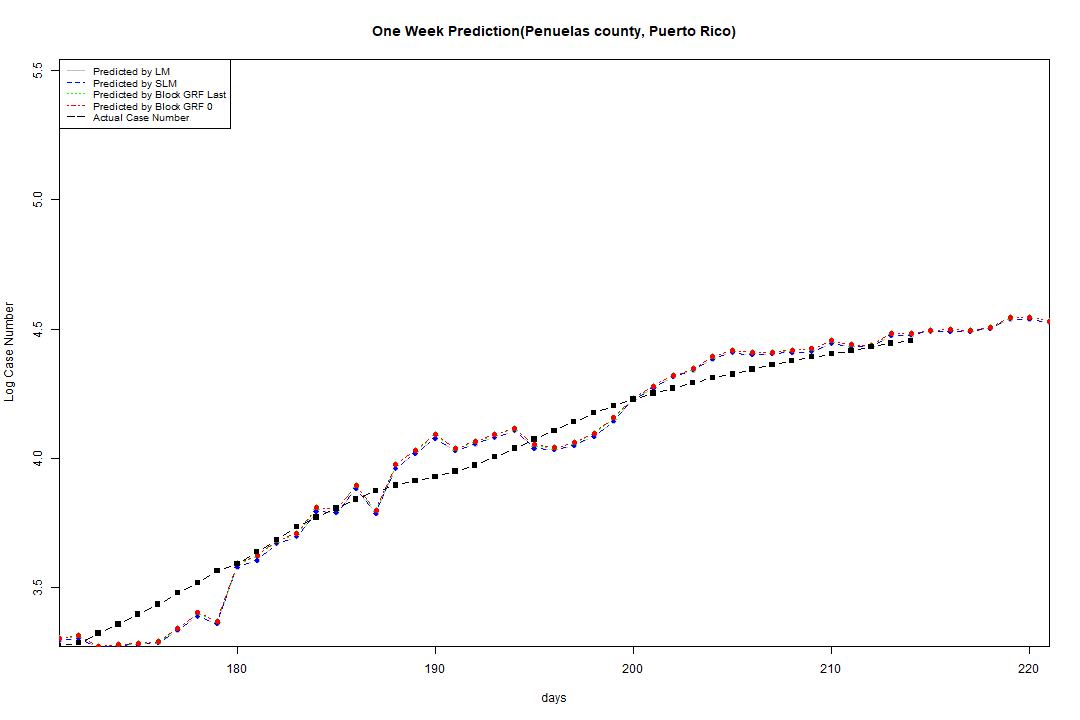 One Week Prediction(Penuelas county, Puerto Rico)
5.5
Predicted by LM
Predicted by SLM
Predicted by Block GRF Last
Predicted by Block GRF 0
Actual Case Number
5.0
4.5
Log Case Number
4.0
3.5
180 190 200 210 220
days